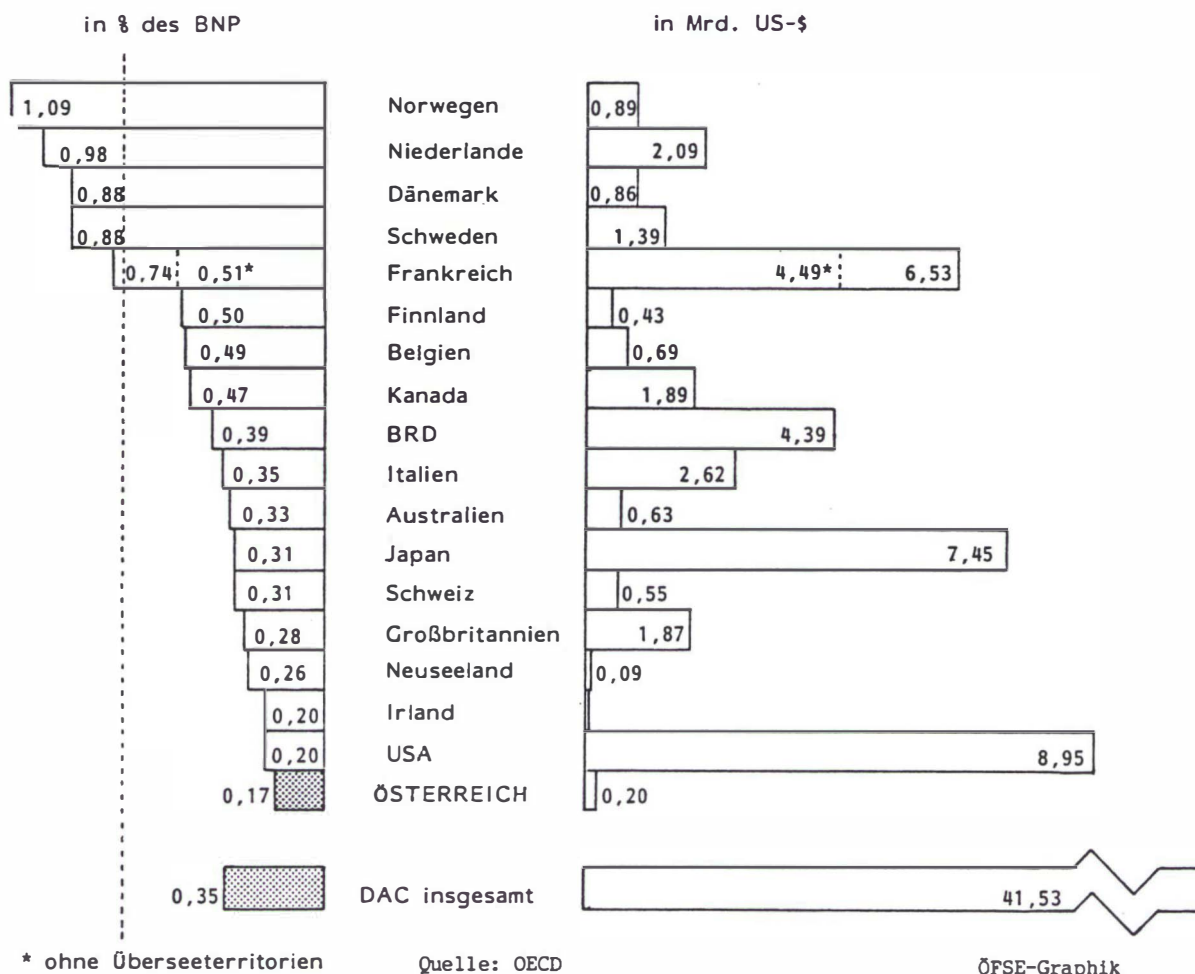 in % des BNP in Mrd. US-$
1,09 Norwegen 0,89
0,98 Niederlande 2,09
0,88 Dänemark 0,86
0,88 Schweden 1,39
0,74 0,51* Frankreich 4,49* 6,53
0,50 Finnland 0,43
0,49 Belgien 0,69
0,47 Kanada 1,89
0,39 BRD 4,39
0,35 Italien 2,62
0,33 Australien 0,63
0,31 Japan 7,45
0,31 Schweiz 0,55
0,28 Großbritannien 1,87
0,26 Neuseeland 0,09
0,20 Irland
0,20 USA 8,95
0,17 ÖSTERREICH 0,20
0,35 DAC insgesamt 41,53
* ohne Überseeterritorien Quelle: OECD ÖFSE-Graphik